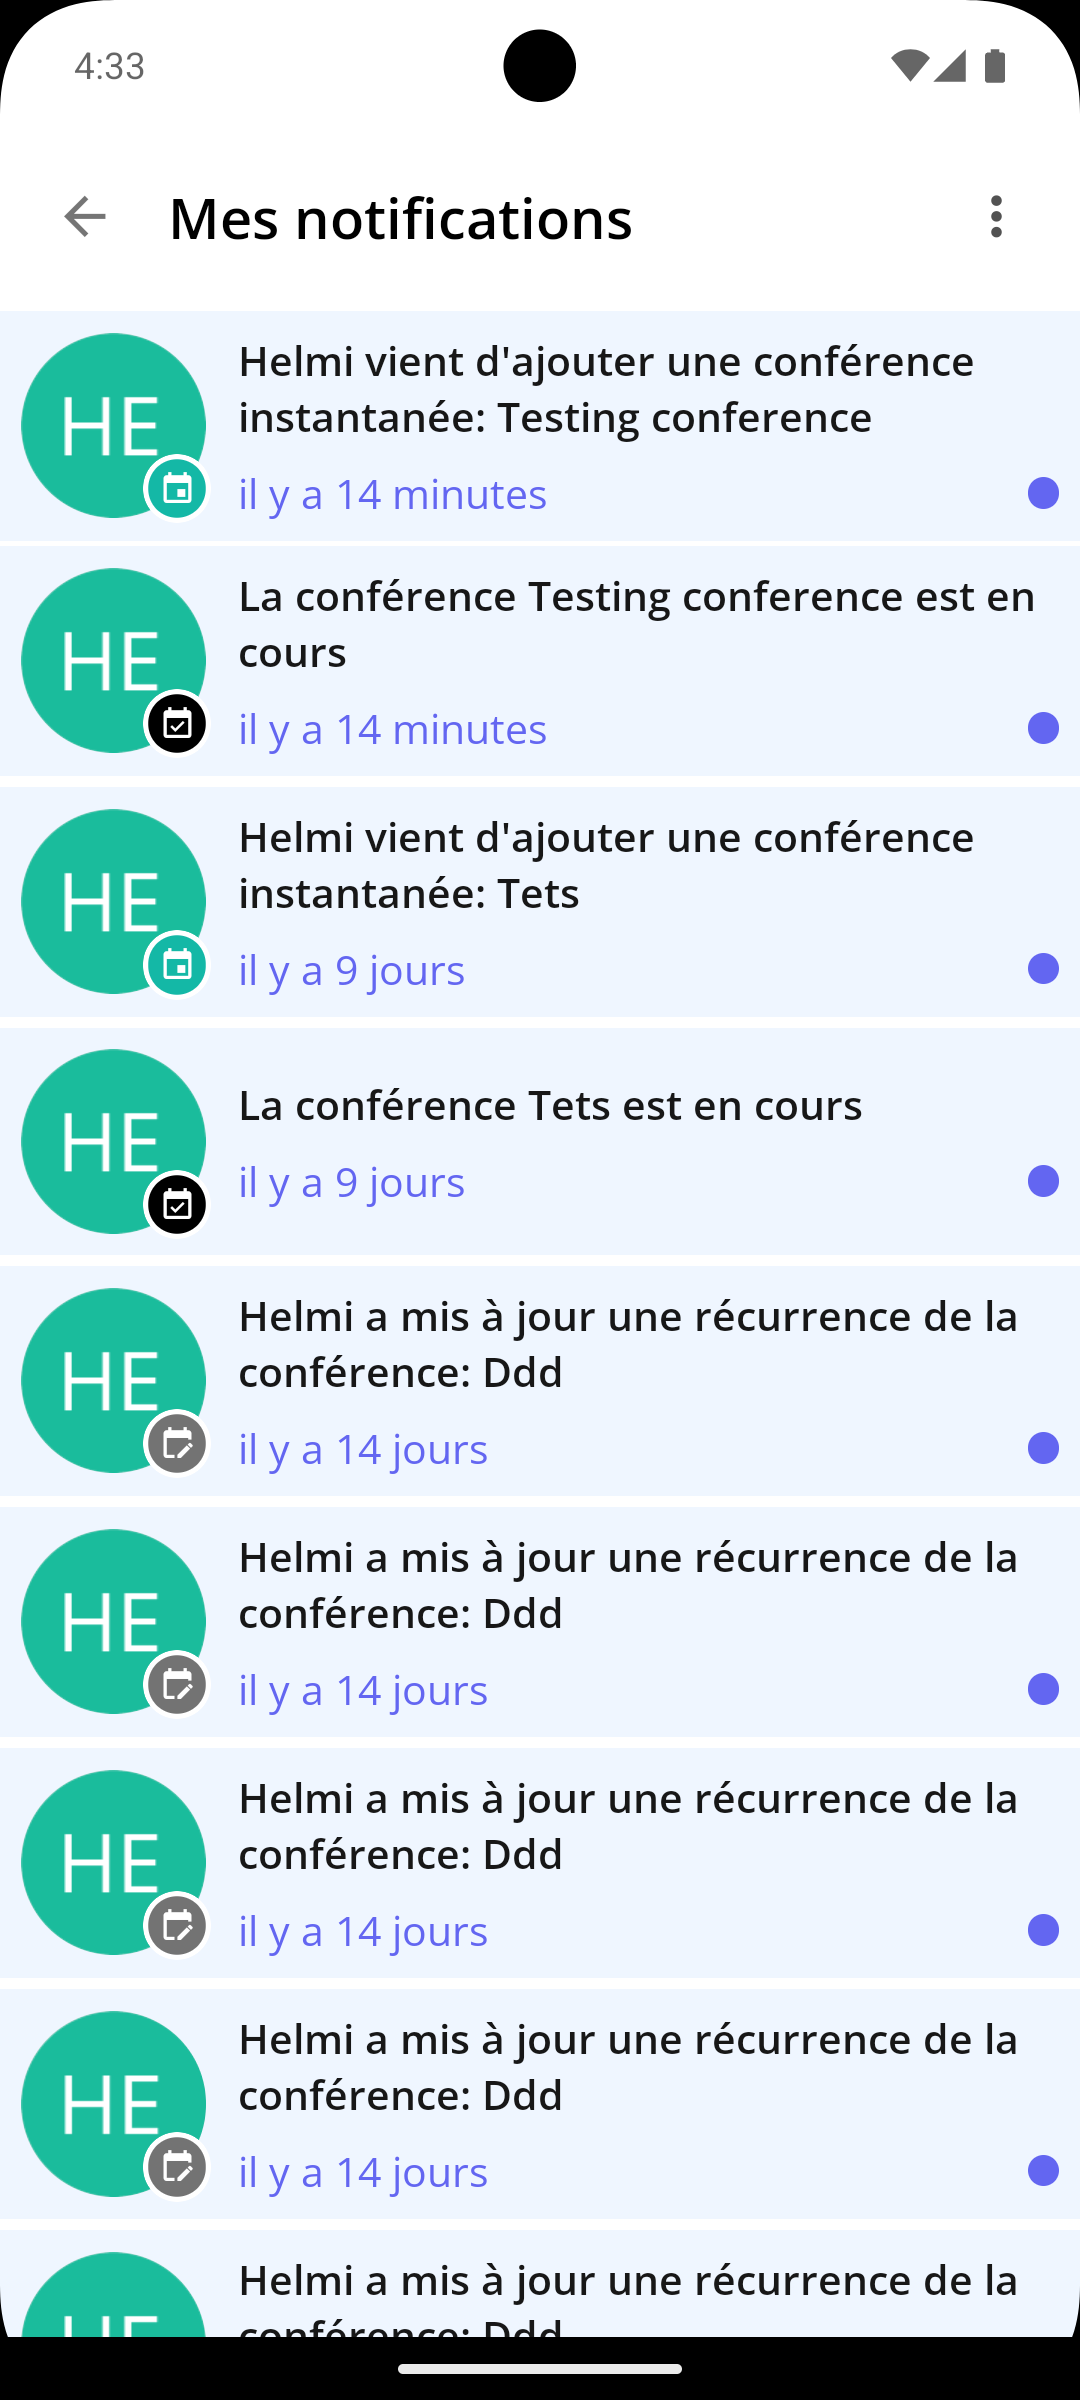 4:33
Mes notifications
HE
Helmi vient d'ajouter une conférence
instantanée: Testing conference
il y a 14 minutes
HE
La conférence Testing conference est en
cours
il y a 14 minutes
HE
Helmi vient d'ajouter une conférence
instantanée: Tets
il y a 9 jours
HE
La conférence Tets est en cours
il y a 9 jours
HE
Helmi a mis à jour une récurrence de la
conférence: Ddd
il y a 14 jours
HE
Helmi a mis à jour une récurrence de la
conférence: Ddd
il y a 14 jours
HE
Helmi a mis à jour une récurrence de la
conférence: Ddd
il y a 14 jours
HE
Helmi a mis à jour une récurrence de la
conférence: Ddd
il y a 14 jours
HE
Helmi a mis à jour une récurrence de la
conférence: Ddd